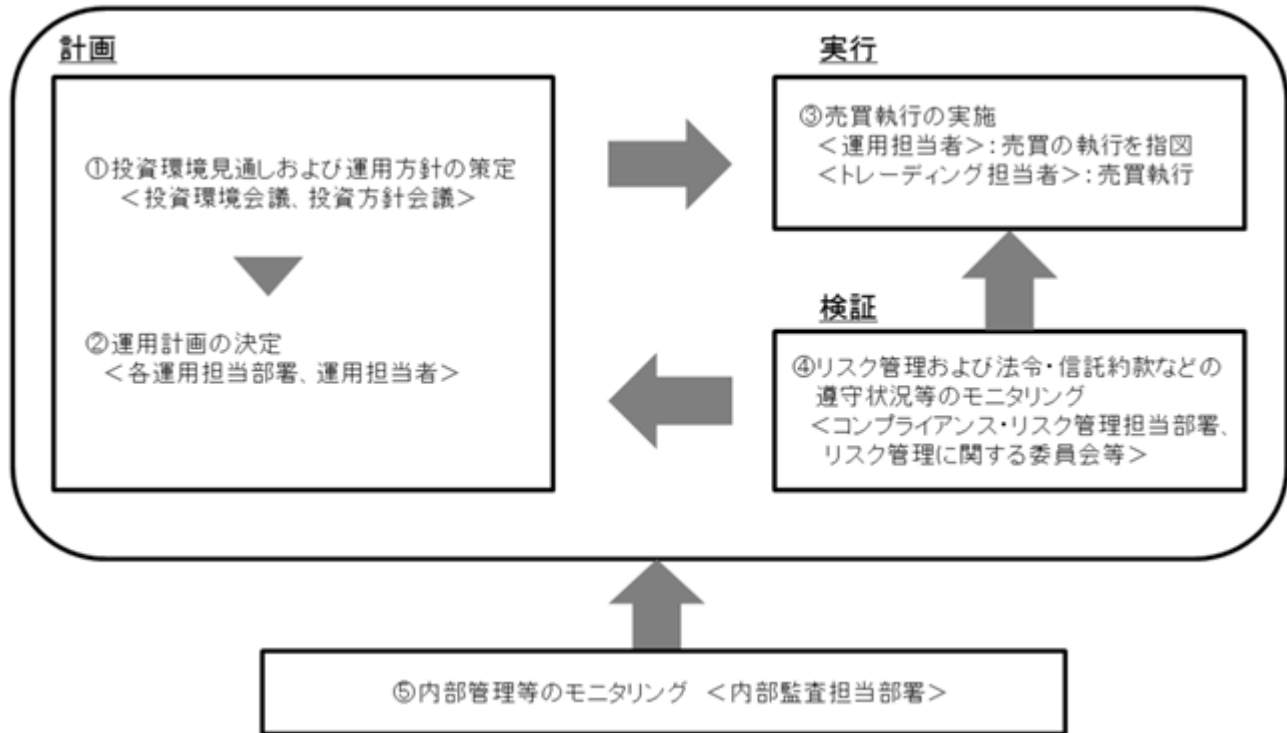 計画
①投資環境見通しおよび運用方針の策定
＜投資環境会議、投資方針会議＞
②運用計画の決定
＜各運用担当部署、運用担当者＞
実行
③売買執行の実施
＜運用担当者＞：売買の執行を指図
＜トレーディング担当者＞：売買執行
検証
④リスク管理および法令・信託約款などの
遵守状況等のモニタリング
＜コンプライアンス・リスク管理担当部署、
リスク管理に関する委員会等＞
⑤内部管理等のモニタリング ＜内部監査担当部署＞